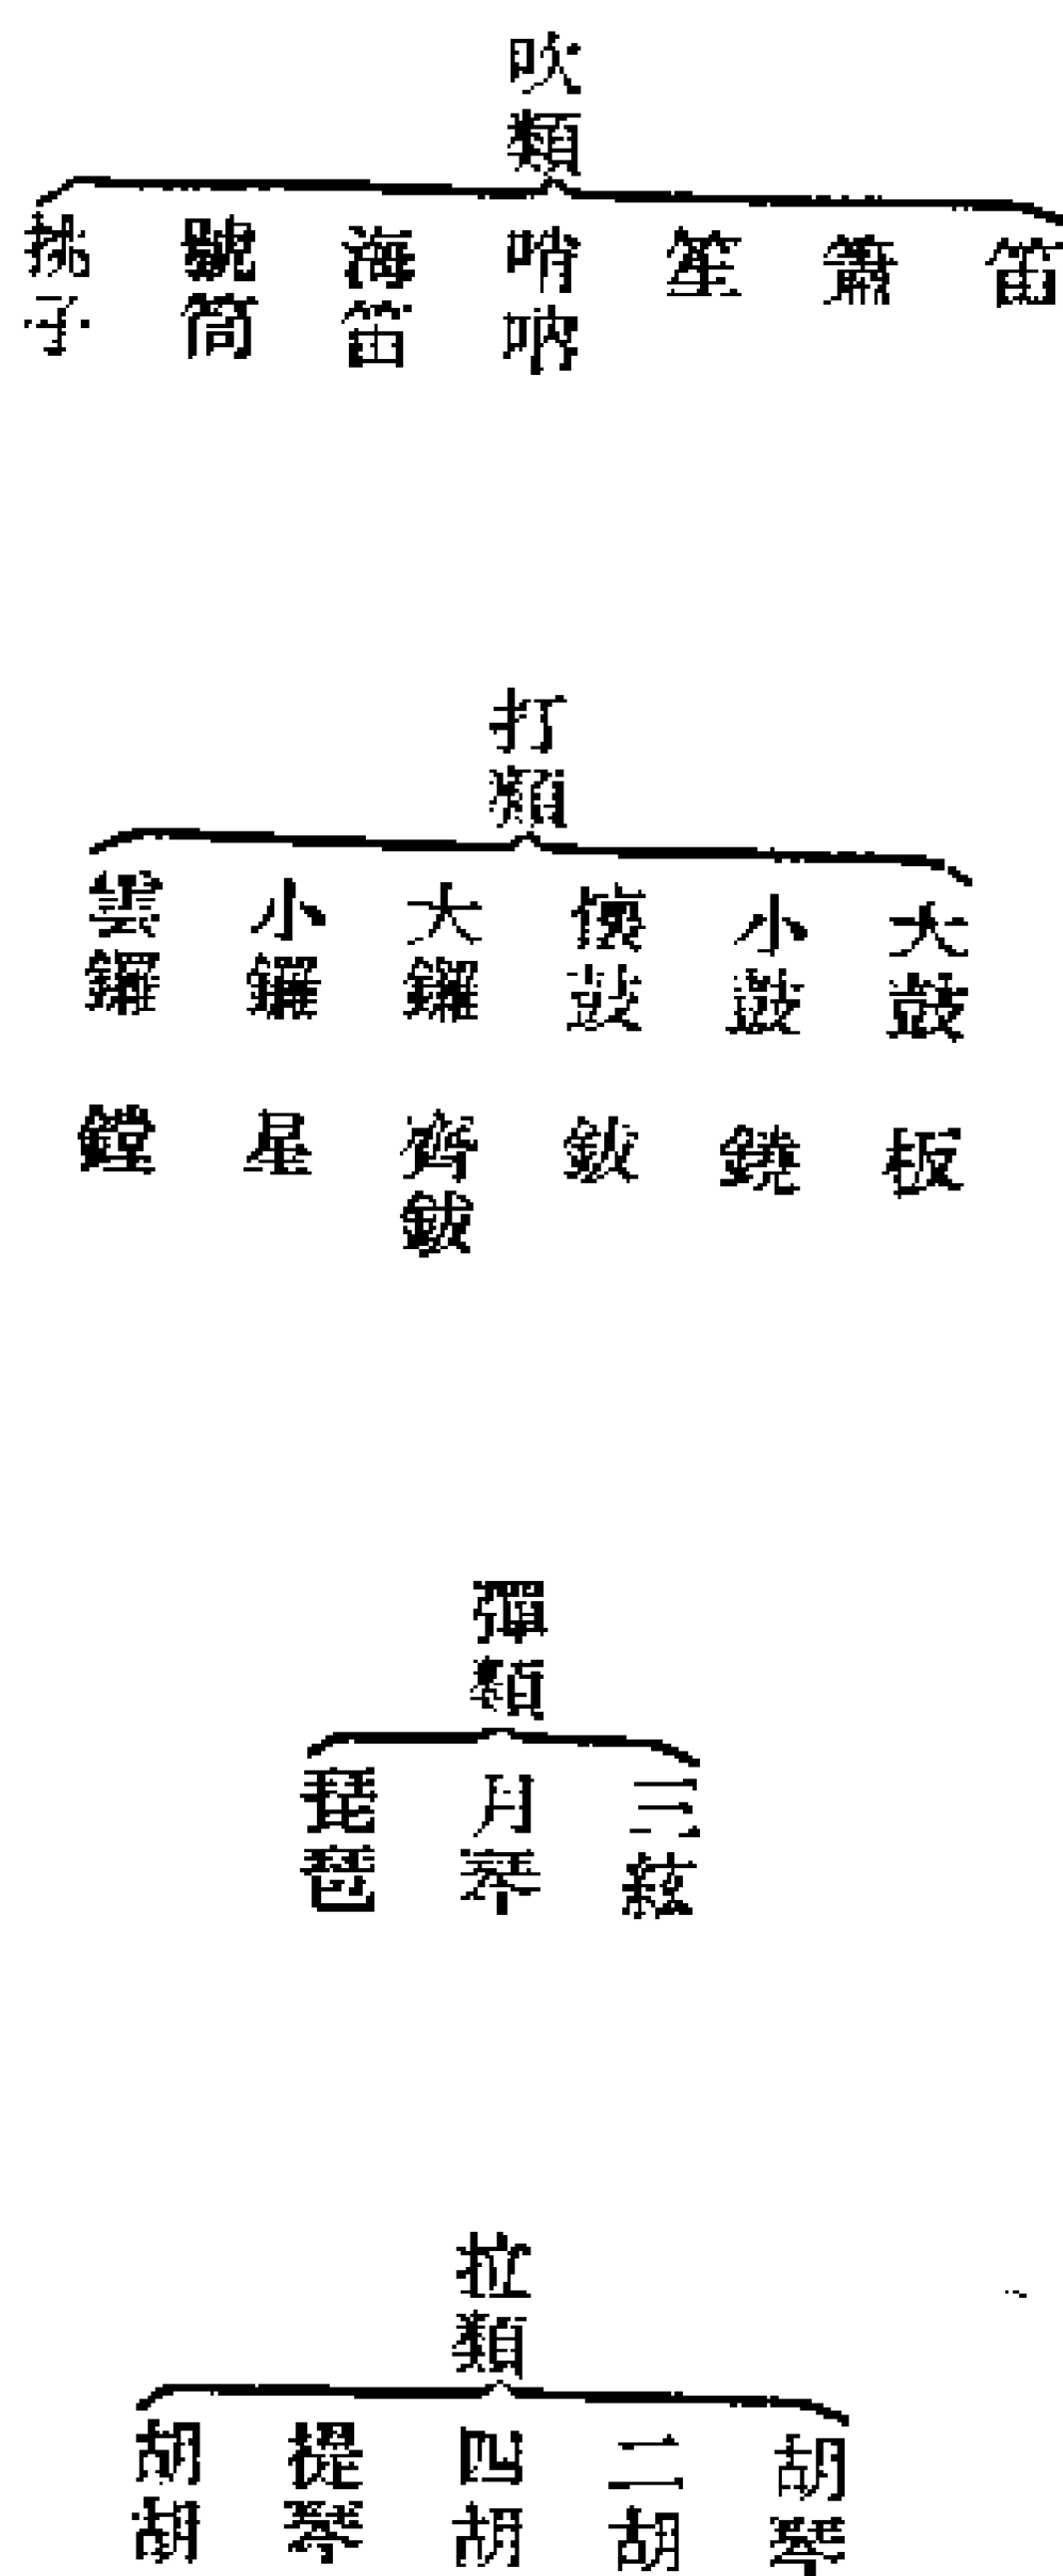 吹類
笛
簫
笙
哨吶
海笛
號筒
打類
大鼓
小鼓
懷鼓
大鑼
小鑼
雲鑼
板
鐃
鈸
齊鈸
星
鏜
彈類
三絃
月琴
琵琶
拉類
胡琴
二胡
四胡
提琴
胡胡